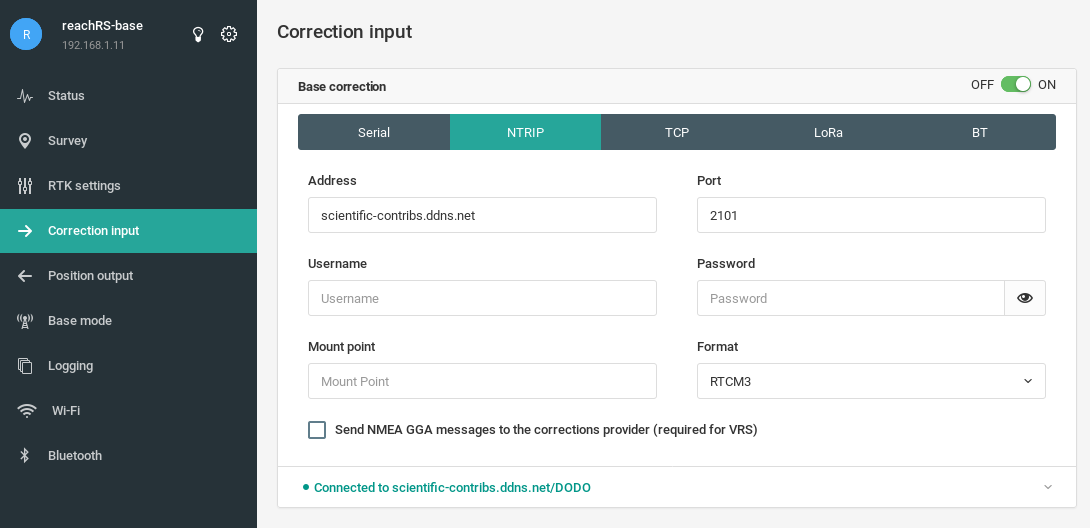 R
reachRS-base
192.168.1.11
Status
Survey
RTK settings
Correction input
Position output
Base mode
Logging
Wi-Fi
Bluetooth
Correction input
Base correction
OFF ON
Serial NTRIP TCP LoRa BT
Address Port
scientific-contribs.ddns.net 2101
Username Password
Username Password
Mount point Format
Mount Point RTCM3
Send NMEA GGA messages to the corrections provider (required for VRS)
Connected to scientific-contribs.ddns.net/DODO